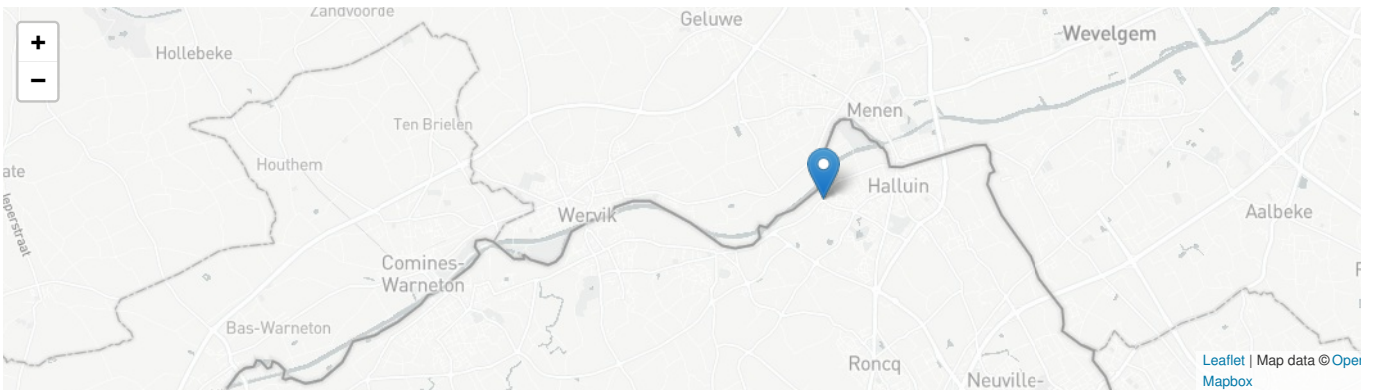 +
−
Zandvoorde
Hollebeke
Geluwe
Wevelgem
Menen
Ten Brielen
Houthem
ate
Ieperstraat
Halluin
Wervik
Aalbeke
Comines-
Warneton
Bas-Warneton
Roncq
Neuville-
Leaflet | Map data © Open
Mapbox